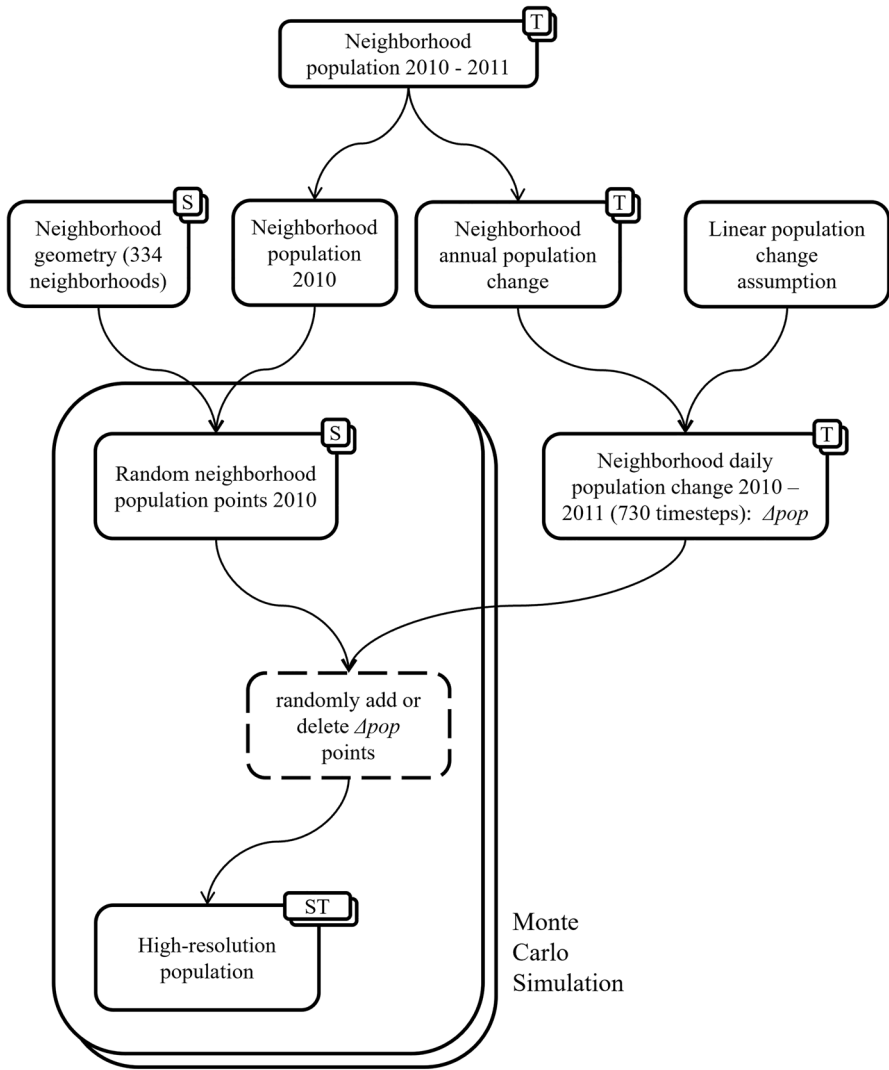 T
Neighborhood
population 2010 - 2011
S
Neighborhood
geometry (334
neighborhoods)
Neighborhood
population
2010
T
Neighborhood
annual population
change
Linear population
change
assumption
S
Random neighborhood
population points 2010
T
Neighborhood daily
population change 2010 –
2011 (730 timesteps): Δpop
randomly add or
delete Δpop
points
ST
High-resolution
population
Monte
Carlo
Simulation